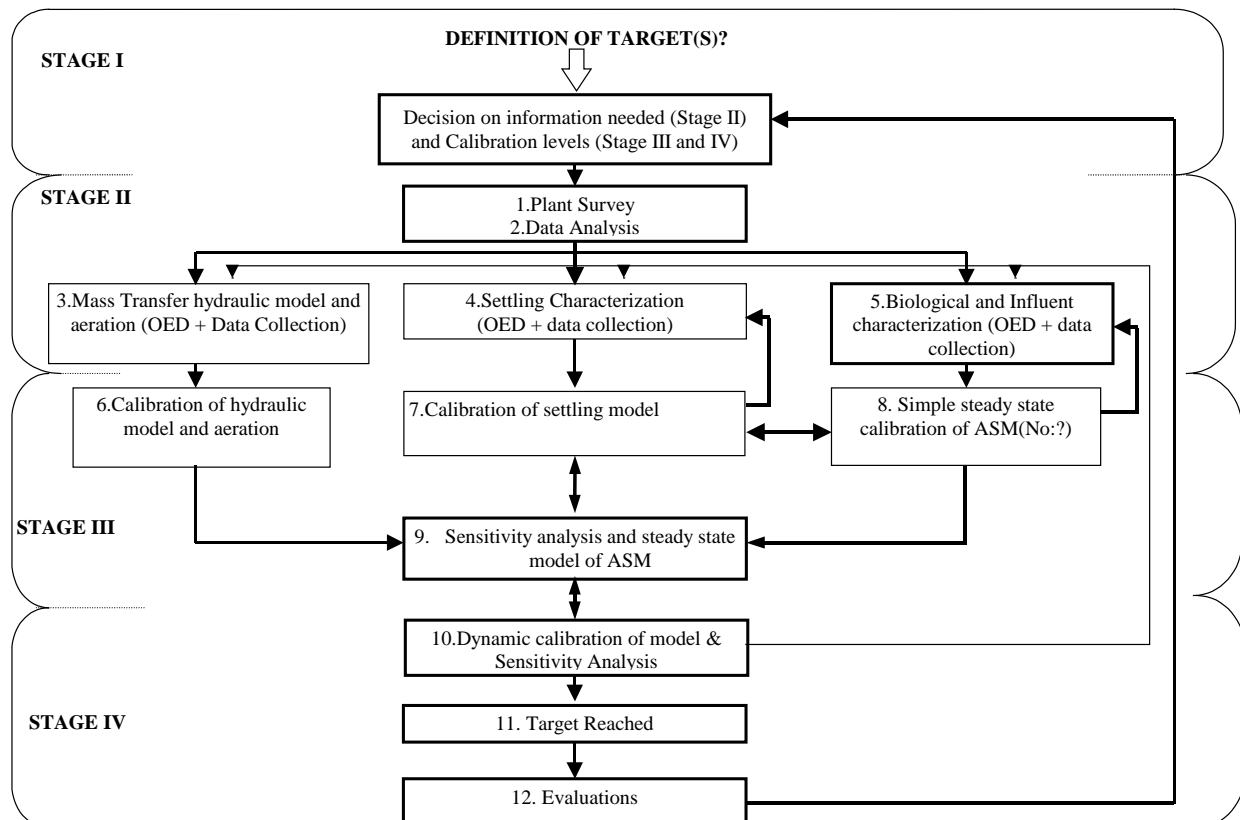 DEFINITION OF TARGET(S)?
STAGE I
Decision on information needed (Stage II)
and Calibration levels (Stage III and IV)
STAGE II
1.Plant Survey
2.Data Analysis
3.Mass Transfer hydraulic model and
aeration (OED + Data Collection)
4.Settling Characterization
(OED + data collection)
5.Biological and Influent
characterization (OED + data
collection)
6.Calibration of hydraulic
model and aeration
7.Calibration of settling model
8. Simple steady state
calibration of ASM(No:?)
STAGE III
9. Sensitivity analysis and steady state
model of ASM
10.Dynamic calibration of model &
Sensitivity Analysis
STAGE IV
11. Target Reached
12. Evaluations